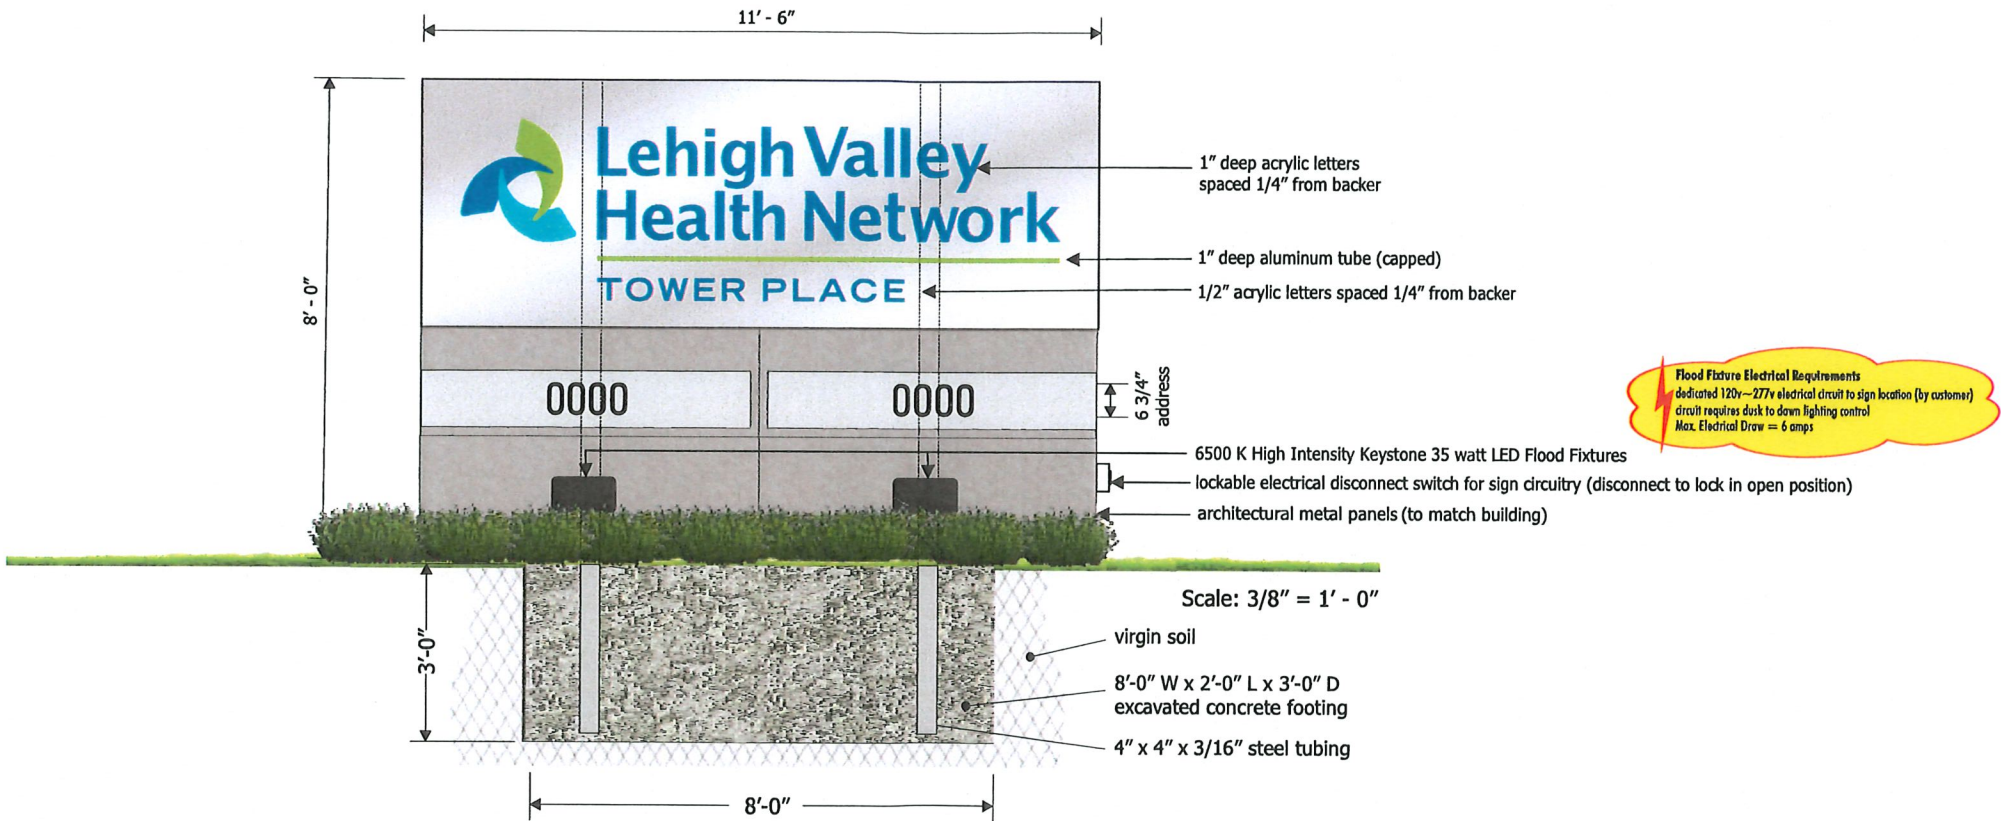 11' - 6"
8' - 0"
Lehigh Valley
Health Network
TOWER PLACE
1" deep acrylic letters
spaced 1/4" from backer
1" deep aluminum tube (capped)
1/2" acrylic letters spaced 1/4" from backer
0000
0000
6 3/4"
address
Flood Fixture Electrical Requirements
dedicated 120v~277v electrical circuit to sign location (by customer)
circuit requires dusk to dawn lighting control
Max. Electrical Draw = 6 amps
6500 K High Intensity Keystone 35 watt LED Flood Fixtures
lockable electrical disconnect switch for sign circuitry (disconnect to lock in open position)
architectural metal panels (to match building)
Scale: 3/8" = 1' - 0"
3'-0"
virgin soil
8'-0" W x 2'-0" L x 3'-0" D
excavated concrete footing
4" x 4" x 3/16" steel tubing
8'-0"